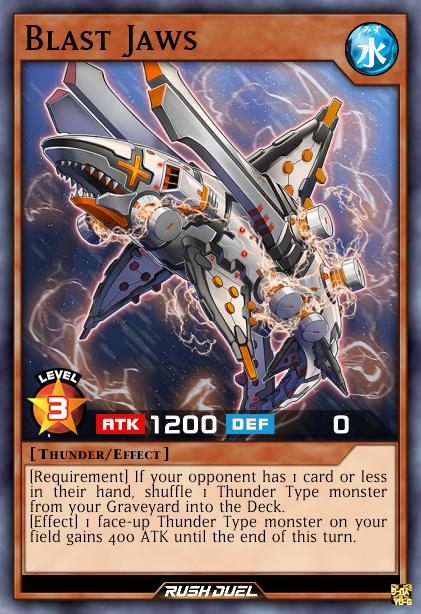 BLAST JAWS
みず
水
LEVEL
3
ATK 1200 DEF 0
[THUNDER/EFFECT]
[Requirement] If your opponent has 1 card or less
in their hand, shuffle 1 Thunder Type monster
from your Graveyard into the Deck.
[Effect] 1 face-up Thunder Type monster on your
field gains 400 ATK until the end of this turn.
RUSH DUEL